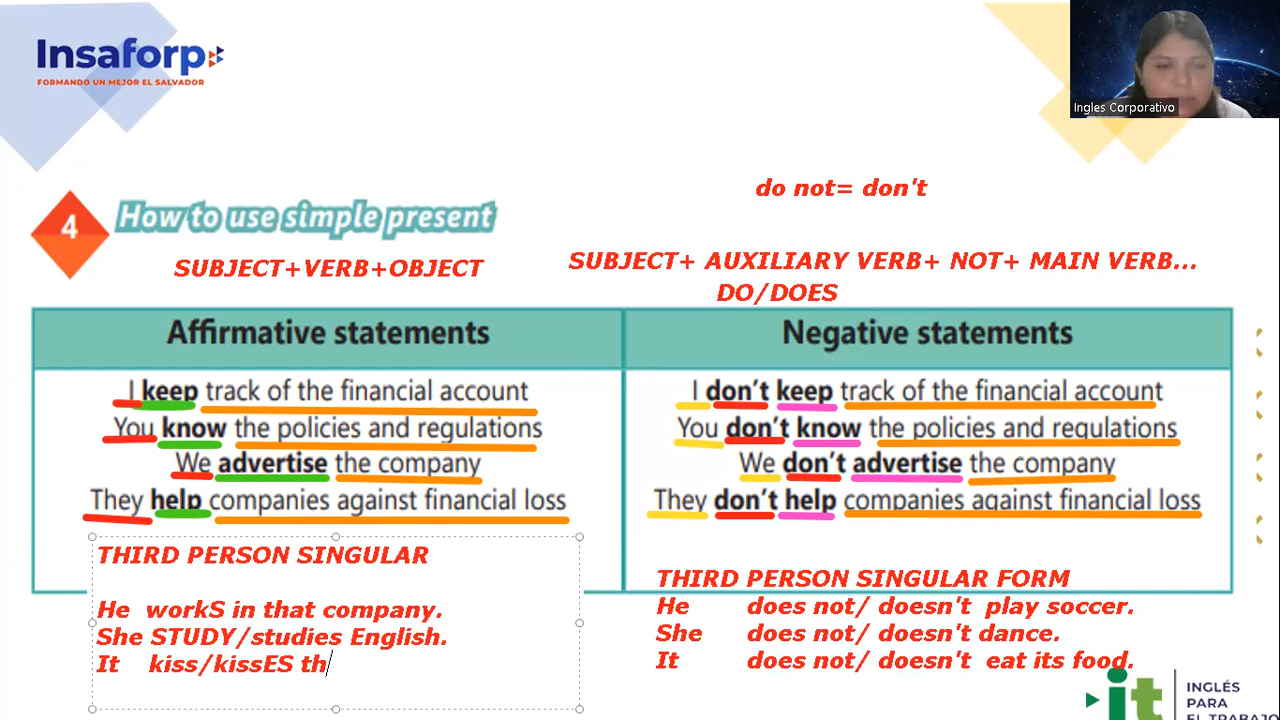 Insaforp
FORMANDO UN MEJOR EL SALVADOR
Ingles Corporativo
do not= don't
4 How to use simple present
SUBJECT+VERB+OBJECT
SUBJECT+ AUXILIARY VERB+ NOT+ MAIN VERB...
DO/DOES
Affirmative statements
I keep track of the financial account
You know the policies and regulations
We advertise the company
They help companies against financial loss
THIRD PERSON SINGULAR
He workS in that company.
She STUDY/studies English.
It kiss/kissES th
Negative statements
I don't keep track of the financial account
You don't know the policies and regulations
We don't advertise the company
They don't help companies against financial loss
THIRD PERSON SINGULAR FORM
He does not/ doesn't play soccer.
She does not/ doesn't dance.
It does not/ doesn't eat its food.
it
INGLÉS
PARA
EL TRABAJO